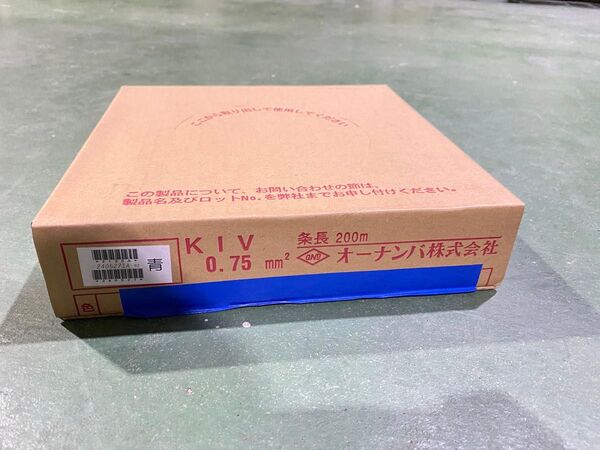 ここから取り出して使用してください
この製品について、お問い合わせの節は、
製品名及びロットNo.を弊社までお申し付けください。
KIV 条長 200m
0.75 mm² オーナンバ株式会社
青
色